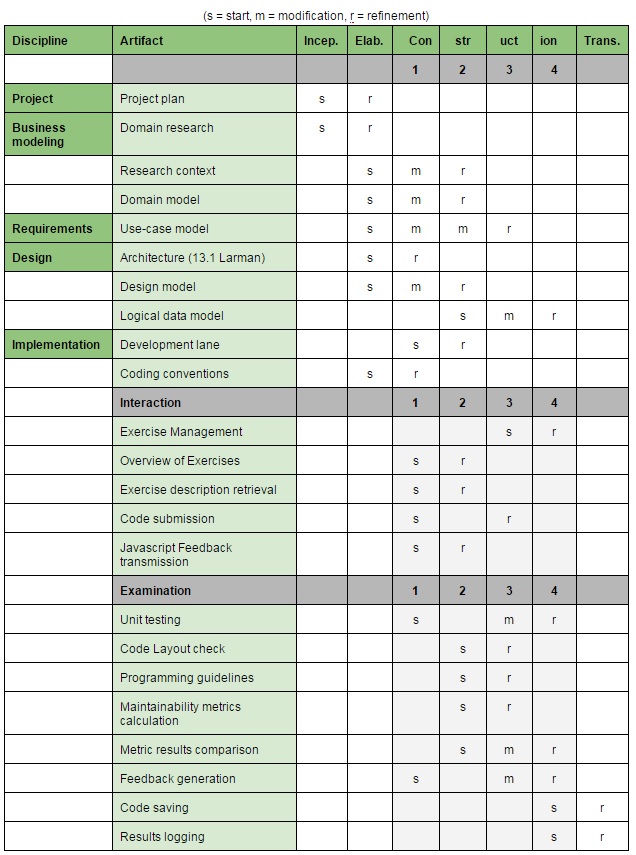 (s = start, m = modification, r = refinement)
Discipline Artifact Incep. Elab. Con str uct ion Trans.
1 2 3 4
Project Project plan s r
Business modeling Domain research s r
Research context s m r
Domain model s m r
Requirements Use-case model s m m r
Design Architecture (13.1 Larman) s r
Design model s m r
Logical data model s m r
Implementation Development lane s r
Coding conventions s r
Interaction 1 2 3 4
Exercise Management s r
Overview of Exercises s r
Exercise description retrieval s r
Code submission s r
Javascript Feedback transmission s r
Examination 1 2 3 4
Unit testing s m r
Code Layout check s r
Programming guidelines s r
Maintainability metrics calculation s r
Metric results comparison s m r
Feedback generation s m r
Code saving s r
Results logging s r